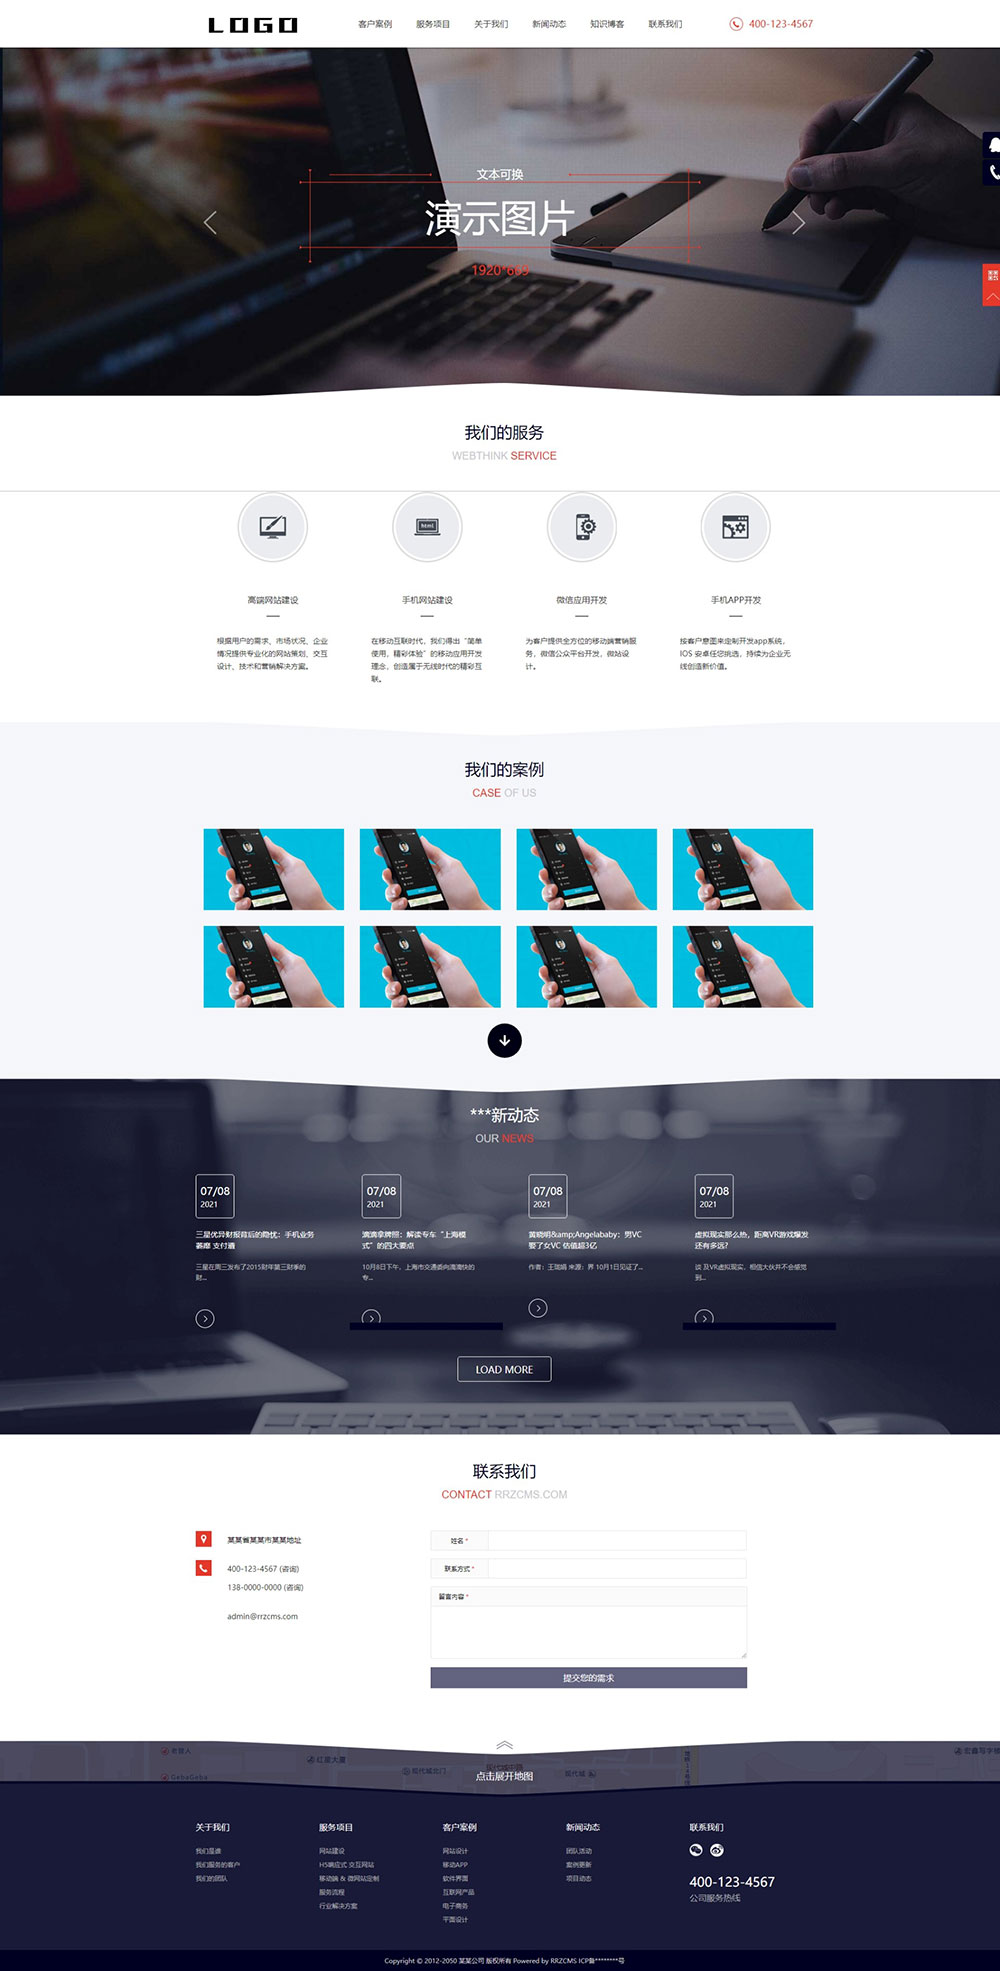 LOGO 客户案例 服务项目 关于我们 新闻动态 知识博客 联系我们 400-123-4567
文本可换
演示图片
1920*669
我们的服务
WEBTHINK SERVICE
html
高端网站建设
根据用户的需求、市场状况、企业
情况提供专业化的网站策划、交互
设计、技术和营销解决方案。
手机网站建设
在移动互联时代，我们得出“简单
使用，精彩体验”的移动应用开发
理念，创造属于无线时代的精彩互
联。
微信应用开发
为客户提供全方位的移动端营销服
务，微信公众平台开发，微站设
计。
手机APP开发
按客户意图来定制开发app系统，
IOS 安卓任您挑选，持续为企业无
线创造新价值。
我们的案例
CASE OF US
***新动态
OUR NEWS
07/08
2021
三星优异财报背后的隐忧：手机业务
萎靡 支付遇
三星在周三发布了2015财年第三财季的
财...
07/08
2021
滴滴拿牌照：解读专车“上海模
式”的四大要点
10月8日下午，上海市交通委向滴滴快的
专...
07/08
2021
黄晓明&amp;Angelababy：男VC
娶了女VC 估值超3亿
作者：王珑娟 来源：界 10月1日见证了...
07/08
2021
虚拟现实那么热，距离VR游戏爆发
还有多远？
谈 及VR虚拟现实，相信大伙并不会感觉
到...
LOAD MORE
联系我们
CONTACT RRZCMS.COM
某某省某某市某某地址
400-123-4567 (咨询)
138-0000-0000 (咨询)
admin@rrzcms.com
姓名 *
联系方式 *
留言内容 *
提交您的需求
老普人
GebaGeba
红磨大厦
现代城北门
现代城
点击展开地图
关于我们
我们是谁
我们服务的客户
我们的团队
服务项目
网站建设
H5响应式 交互网站
移动端 & 微网站定制
服务流程
行业解决方案
客户案例
网站设计
移动APP
软件界面
互联网产品
电子商务
平面设计
新闻动态
团队活动
案例更新
项目动态
联系我们
400-123-4567
公司服务热线
Copyright © 2012-2050 某某公司 版权所有 Powered by RRZCMS ICP备********号